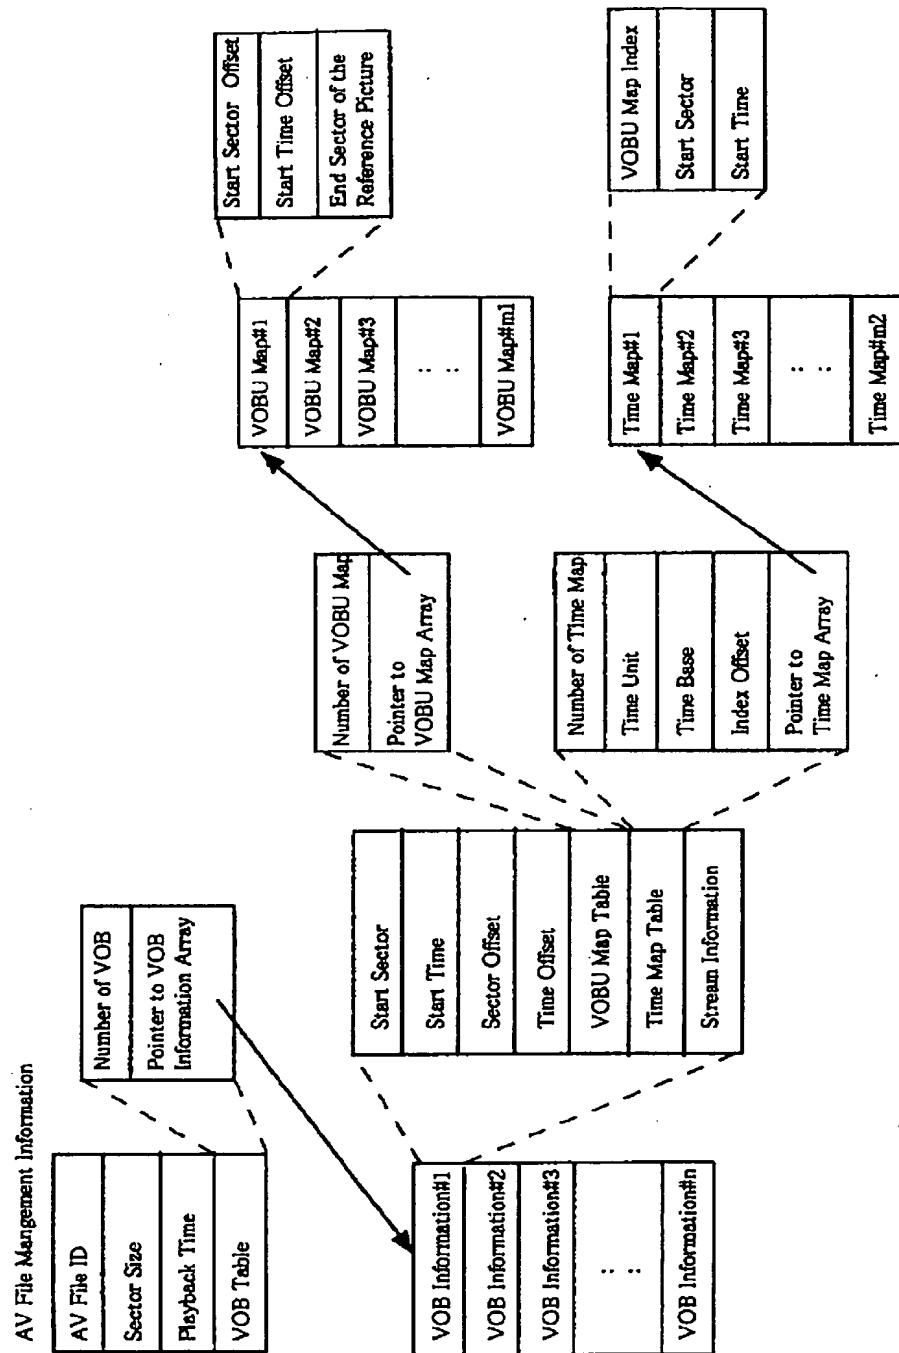 AV File Mangement Information
AV File ID
Sector Size
Playback Time
VOB Table
Number of VOB
Pointer to VOB
Information Array
VOB Information#1
VOB Information#2
VOB Information#3
: :
VOB Information#n
Start Sector
Start Time
Sector Offset
Time Offset
VOBU Map Table
Time Map Table
Stream Information
Number of VOBU Map
Pointer to
VOBU Map Array
Number of Time Map
Time Unit
Time Base
Index Offset
Pointer to
Time Map Array
VOBU Map#1
VOBU Map#2
VOBU Map#3
: :
VOBU Map#m1
Time Map#1
Time Map#2
Time Map#3
: :
Time Map#m2
Start Sector Offset
Start Time Offset
End Sector of the
Reference Picture
VOBU Map Index
Start Sector
Start Time